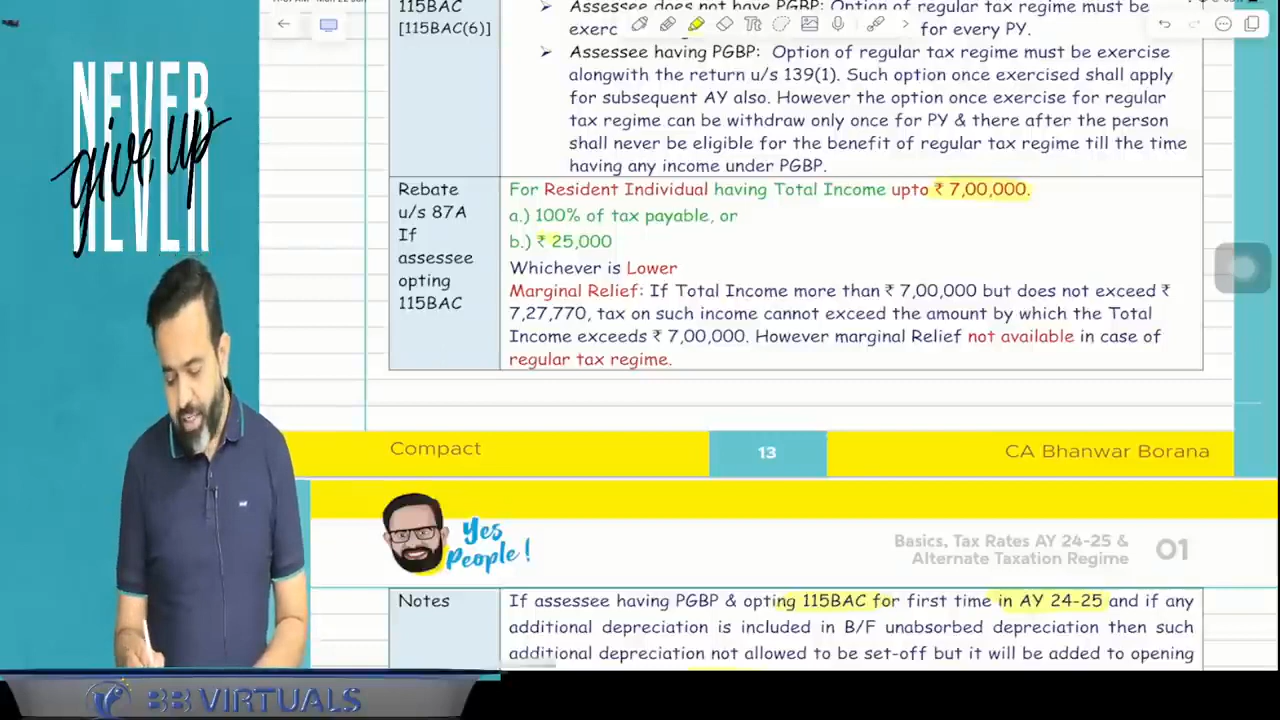 NEVER
give up
NEVER
115BAC
[115BAC(6)]
Assessee does not have PGBP: Option of regular tax regime must be
exerc for every PY.
Assessee having PGBP: Option of regular tax regime must be exercise
alongwith the return u/s 139(1). Such option once exercised shall apply
for subsequent AY also. However the option once exercise for regular
tax regime can be withdraw only once for PY & there after the person
shall never be eligible for the benefit of regular tax regime till the time
having any income under PGBP.
Rebate
u/s 87A
If
assessee
opting
115BAC
For Resident Individual having Total Income upto ₹ 7,00,000.
a.) 100% of tax payable, or
b.) ₹ 25,000
Whichever is Lower
Marginal Relief: If Total Income more than ₹ 7,00,000 but does not exceed ₹
7,27,770, tax on such income cannot exceed the amount by which the Total
Income exceeds ₹ 7,00,000. However marginal Relief not available in case of
regular tax regime.
Compact
13
CA Bhanwar Borana
Yes
People!
Basics, Tax Rates AY 24-25 &
Alternate Taxation Regime
01
Notes
If assessee having PGBP & opting 115BAC for first time in AY 24-25 and if any
additional depreciation is included in B/F unabsorbed depreciation then such
additional depreciation not allowed to be set-off but it will be added to opening
BB VIRTUALS